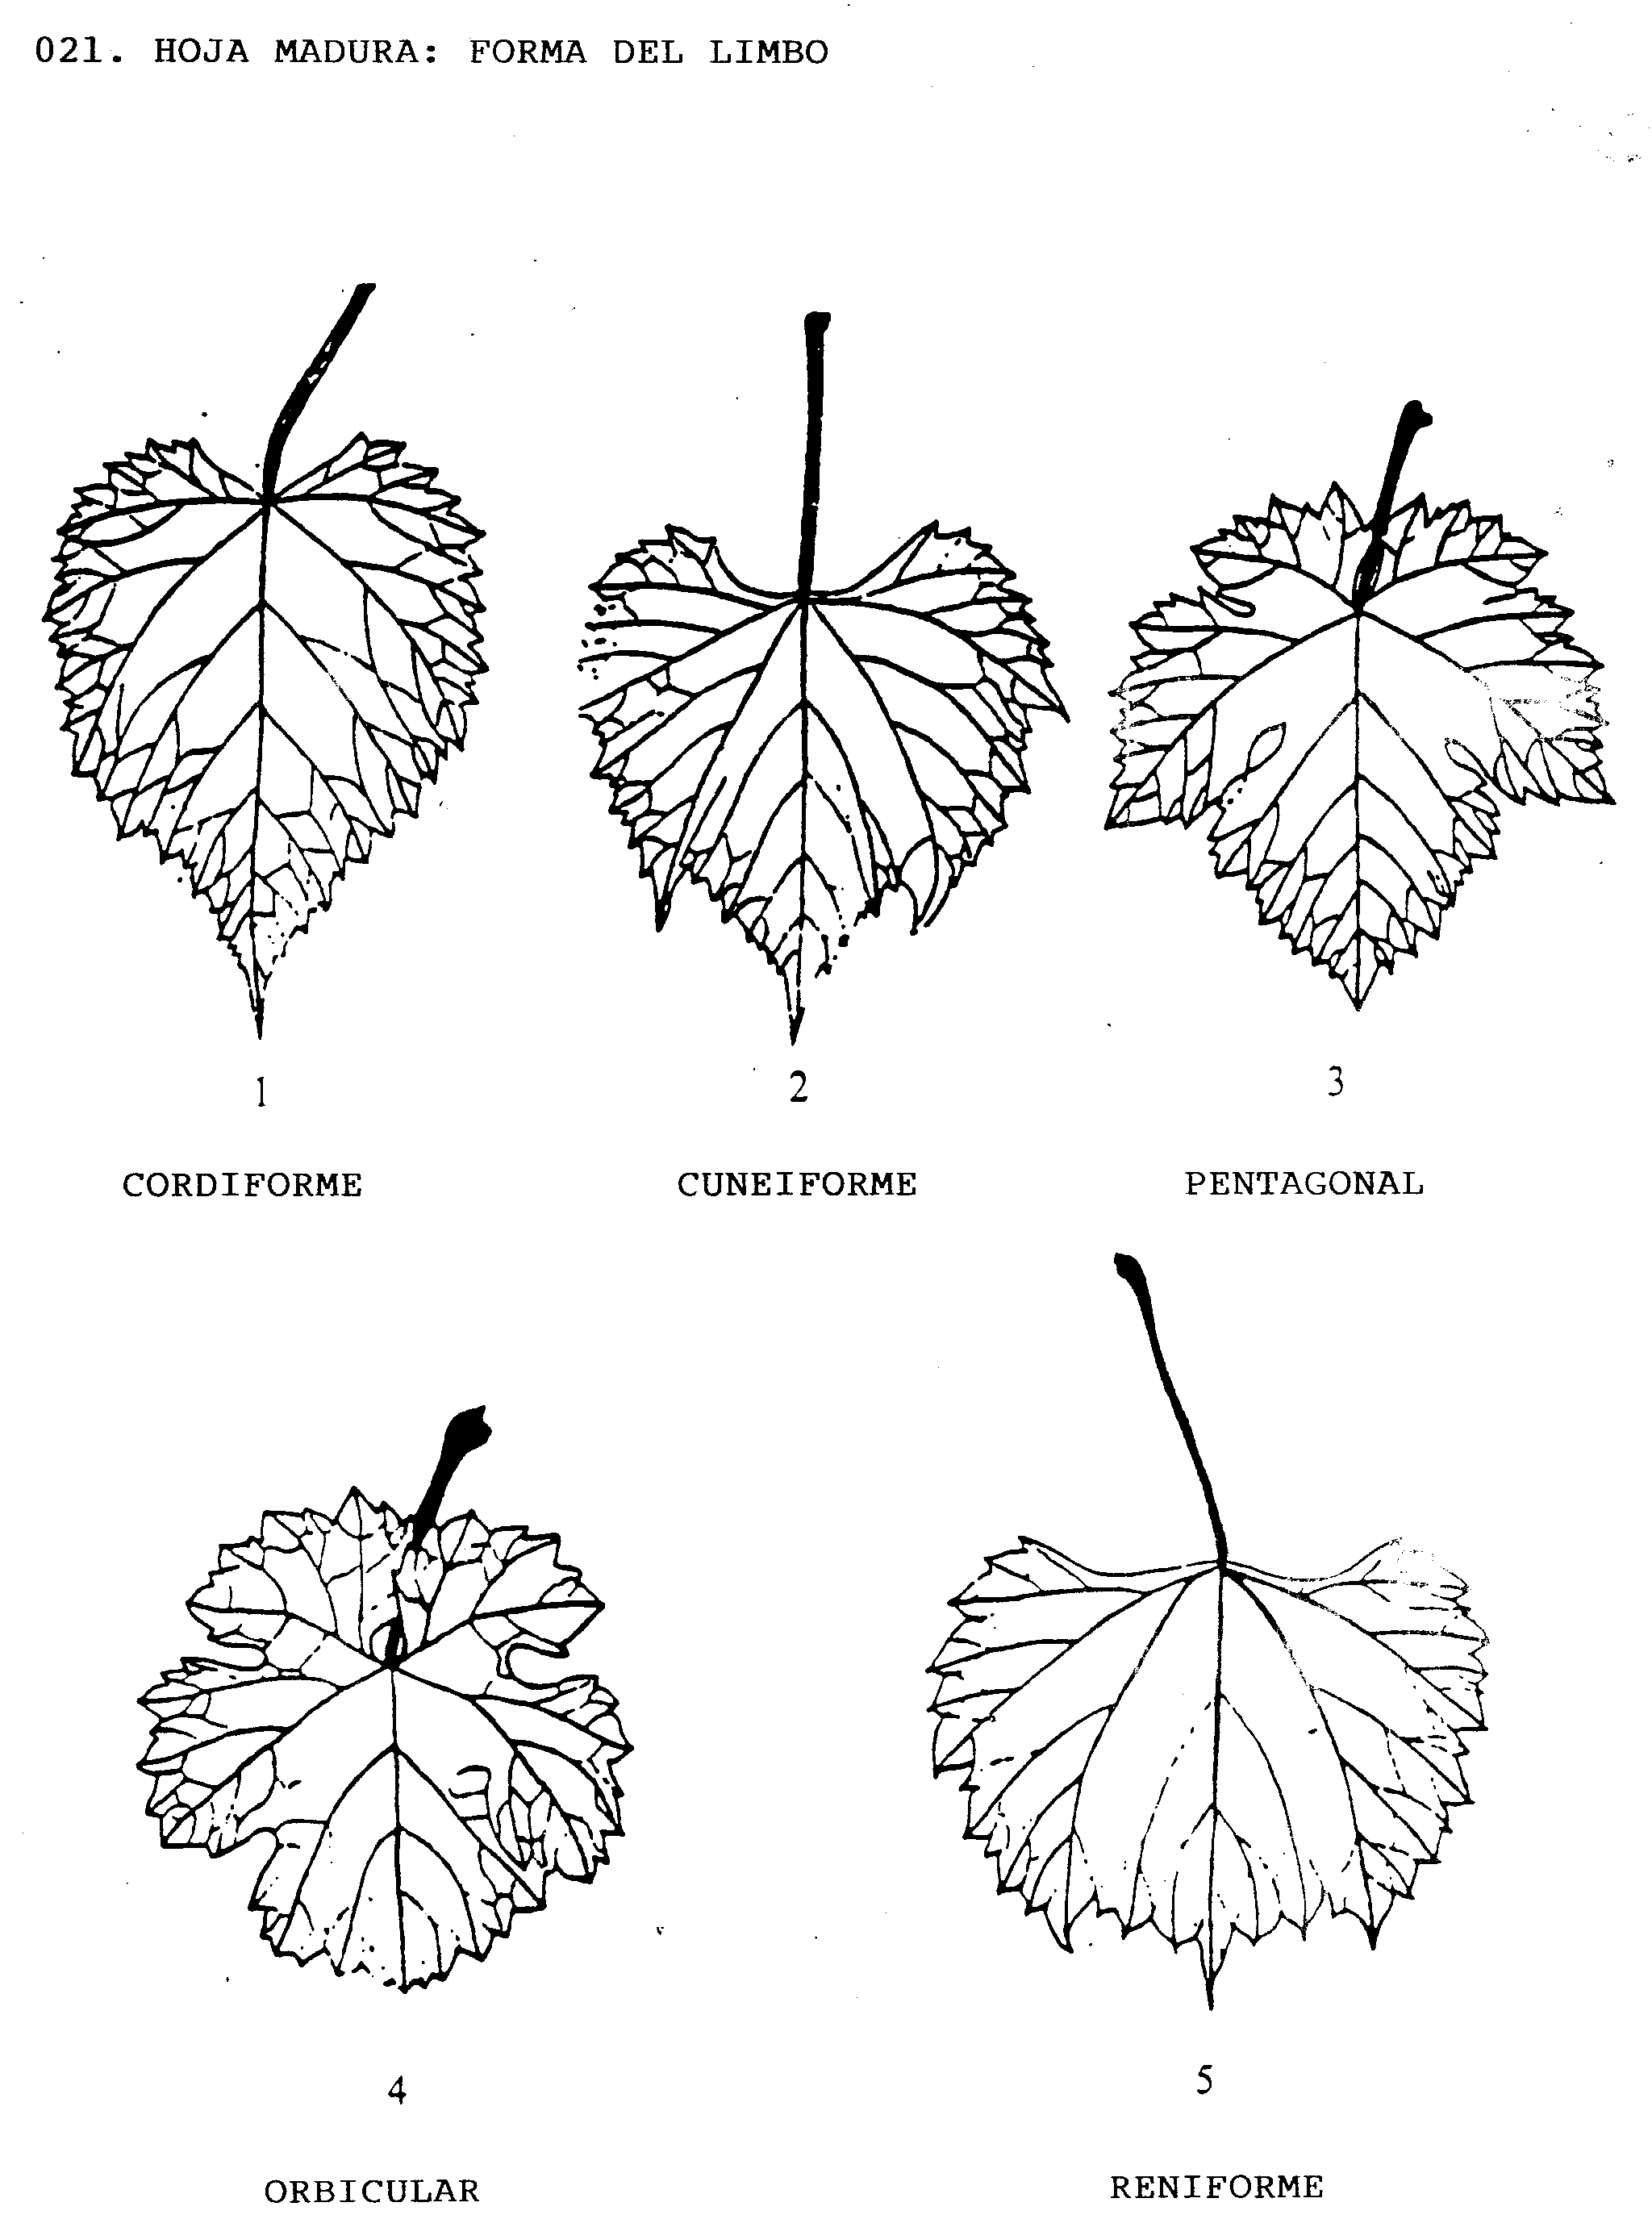 021. HOJA MADURA: FORMA DEL LIMBO
1 2 3
CORDIFORME CUNEIFORME PENTAGONAL
4 5
ORBICULAR RENIFORME